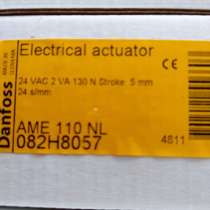 Electrical actuator
CE
24 VAC 2 VA 130 N Stroke: 5 mm
24 s/mm
Danfoss
AME 110 NL
082H8057
4811